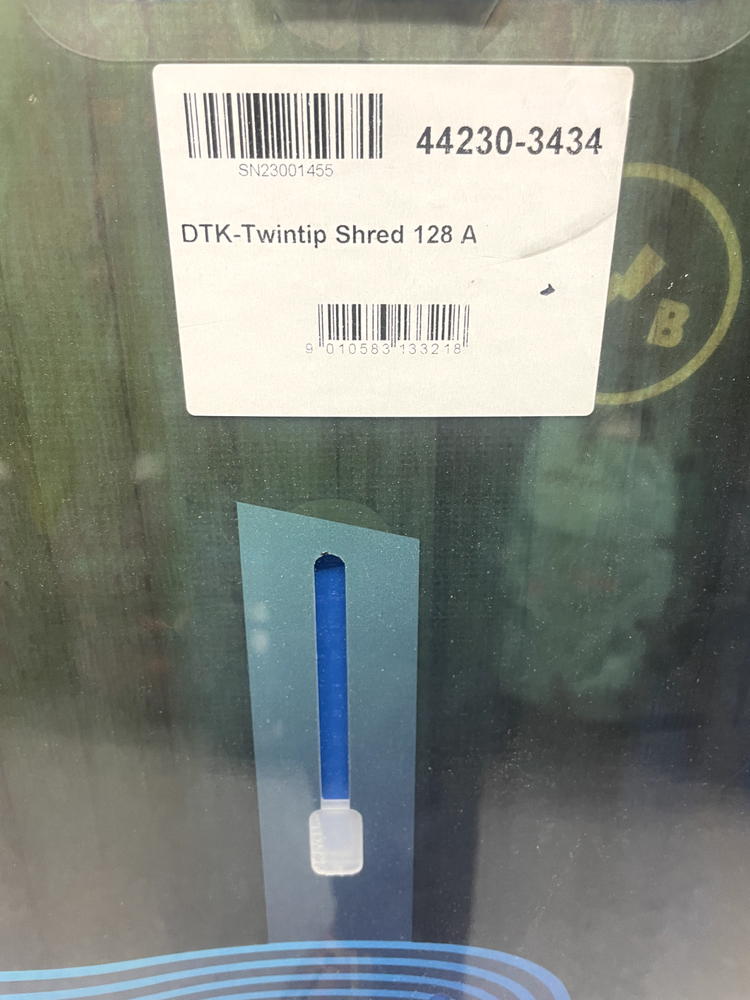 44230-3434
SN23001455
DTK-Twintip Shred 128 A
9 010583 133218
B